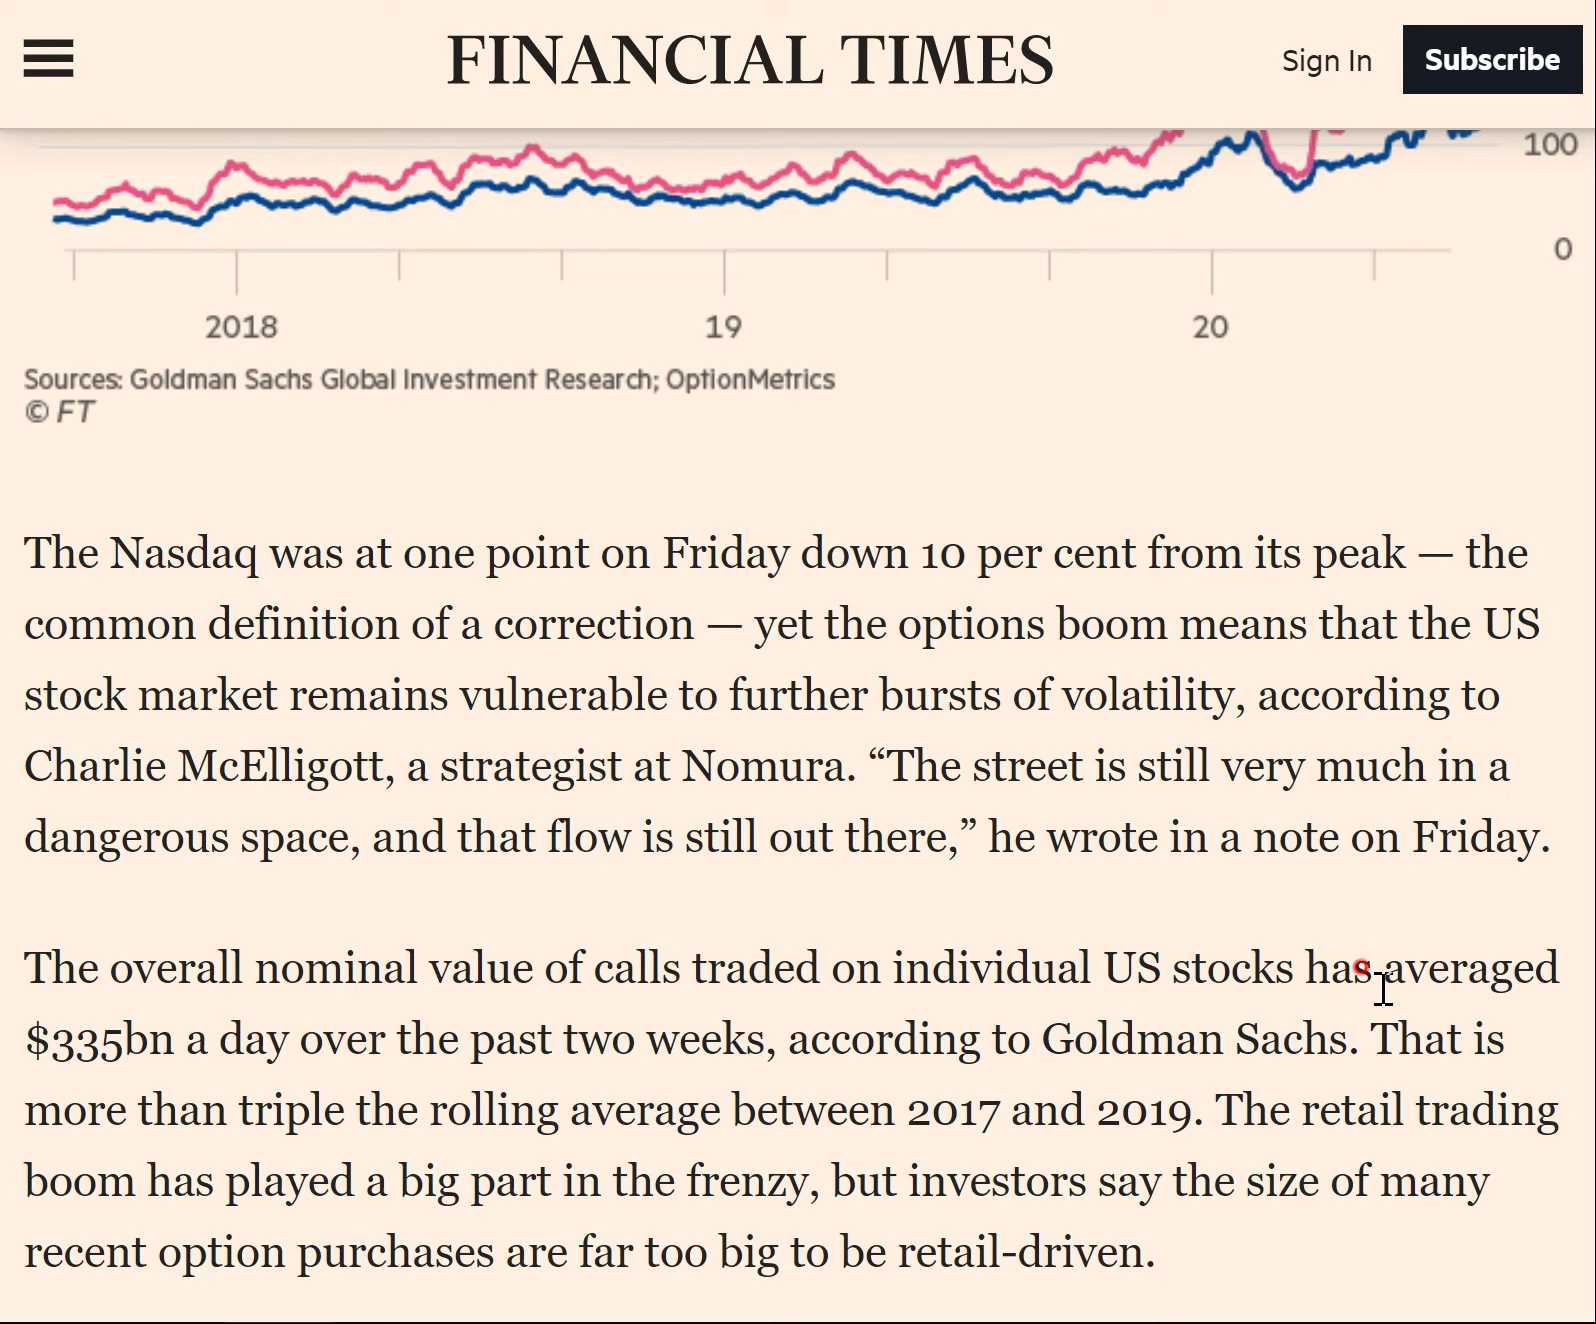 FINANCIAL TIMES
Sign In
Subscribe
100
0
2018
19
20
Sources: Goldman Sachs Global Investment Research; OptionMetrics
© FT
The Nasdaq was at one point on Friday down 10 per cent from its peak — the
common definition of a correction — yet the options boom means that the US
stock market remains vulnerable to further bursts of volatility, according to
Charlie McElligott, a strategist at Nomura. “The street is still very much in a
dangerous space, and that flow is still out there,” he wrote in a note on Friday.
The overall nominal value of calls traded on individual US stocks has averaged
$335bn a day over the past two weeks, according to Goldman Sachs. That is
more than triple the rolling average between 2017 and 2019. The retail trading
boom has played a big part in the frenzy, but investors say the size of many
recent option purchases are far too big to be retail-driven.